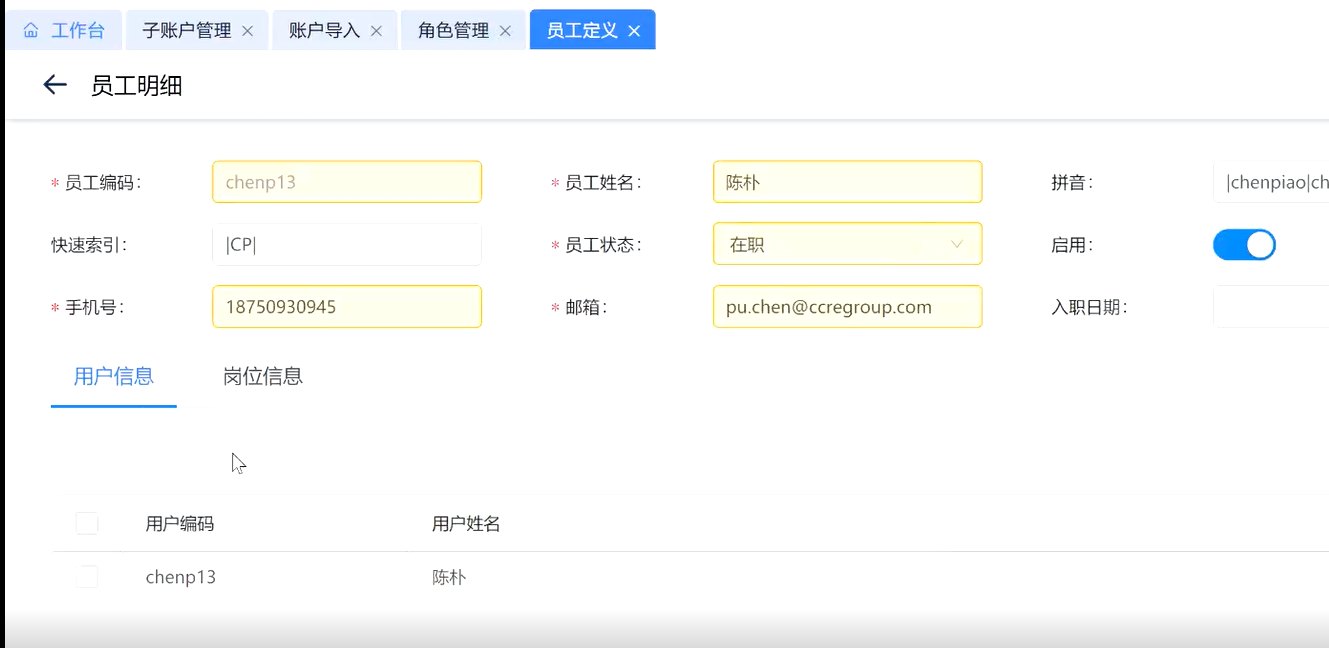 工作台 子账户管理 账户导入 角色管理 员工定义
员工明细
* 员工编码: chenp13 * 员工姓名: 陈朴 拼音: |chenpiao|ch
快速索引: |CP| * 员工状态: 在职 启用:
* 手机号: 18750930945 * 邮箱: pu.chen@ccregroup.com 入职日期:
用户信息 岗位信息
用户编码 用户姓名
chenp13 陈朴